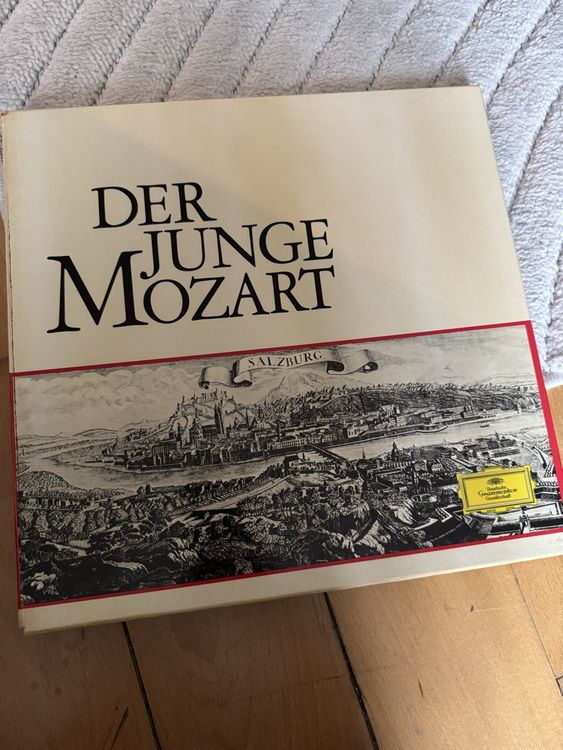 DER
JUNGE
MOZART
SALZBURG
Deutsche
Grammophon
Gesellschaft